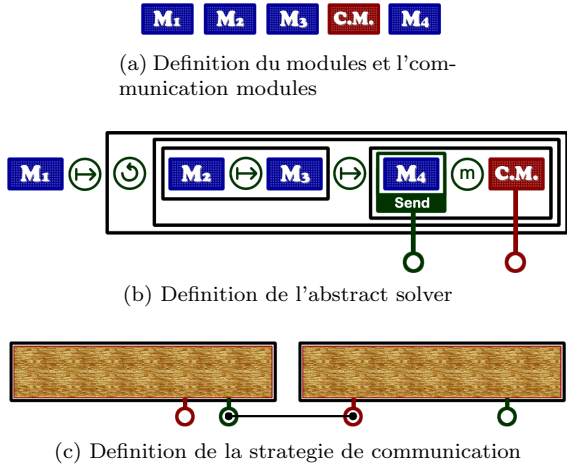 M1 M2 M3 C.M. M4
(a) Definition du modules et l'com-
munication modules
M1 ↦ ↺ M2 ↦ M3 ↦ M4 m C.M.
Send
(b) Definition de l'abstract solver
(c) Definition de la strategie de communication